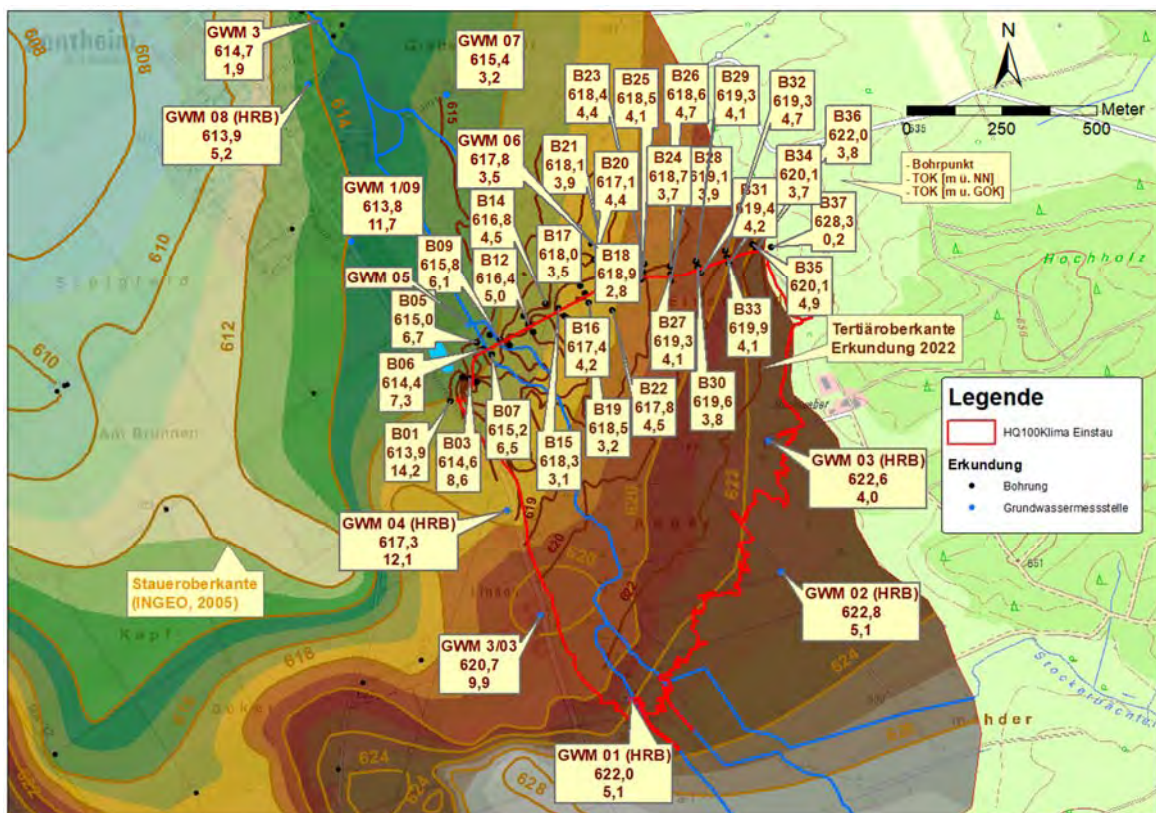 GWM 3
614,7
1,9
GWM 07
615,4
3,2
GWM 08 (HRB)
613,9
5,2
GWM 06
617,8
3,5
GWM 1/09
613,8
11,7
B23
618,4
4,4
B25
618,5
4,1
B26
618,6
4,7
B29
619,3
4,1
B32
619,3
4,7
B36
622,0
3,8
B21
618,1
3,9
B20
617,1
4,4
B24
618,7
3,7
B28
619,1
3,9
B34
620,1
3,7
B14
616,8
4,5
B17
618,0
3,5
B31
619,4
4,2
B37
628,3
0,2
B09
615,8
6,1
B12
616,4
5,0
B18
618,9
2,8
B35
620,1
4,9
GWM 05
B05
615,0
6,7
B06
614,4
7,3
B16
617,4
4,2
B27
619,3
4,1
B33
619,9
4,1
B01
613,9
14,2
B03
614,6
8,6
B07
615,2
6,5
B15
618,3
3,1
B19
618,5
3,2
B22
617,8
4,5
B30
619,6
3,8
N
Meter
0
250
500
- Bohrpunkt
- TOK [m ü. NN]
- TOK [m u. GOK]
Tertiäroberkante
Erkundung 2022
Hochholz
Legende
HQ100Klima Einstau
Erkundung
Bohrung
Grundwassermessstelle
GWM 03 (HRB)
622,6
4,0
GWM 04 (HRB)
617,3
12,1
GWM 02 (HRB)
622,8
5,1
GWM 3/03
620,7
9,9
GWM 01 (HRB)
622,0
5,1
Staueroberkante
(INGEO, 2005)
608
608
610
610
612
614
615
616
619
620
620
620
622
622
622
624
624
624
628
651
Am Brunnen
Kapf